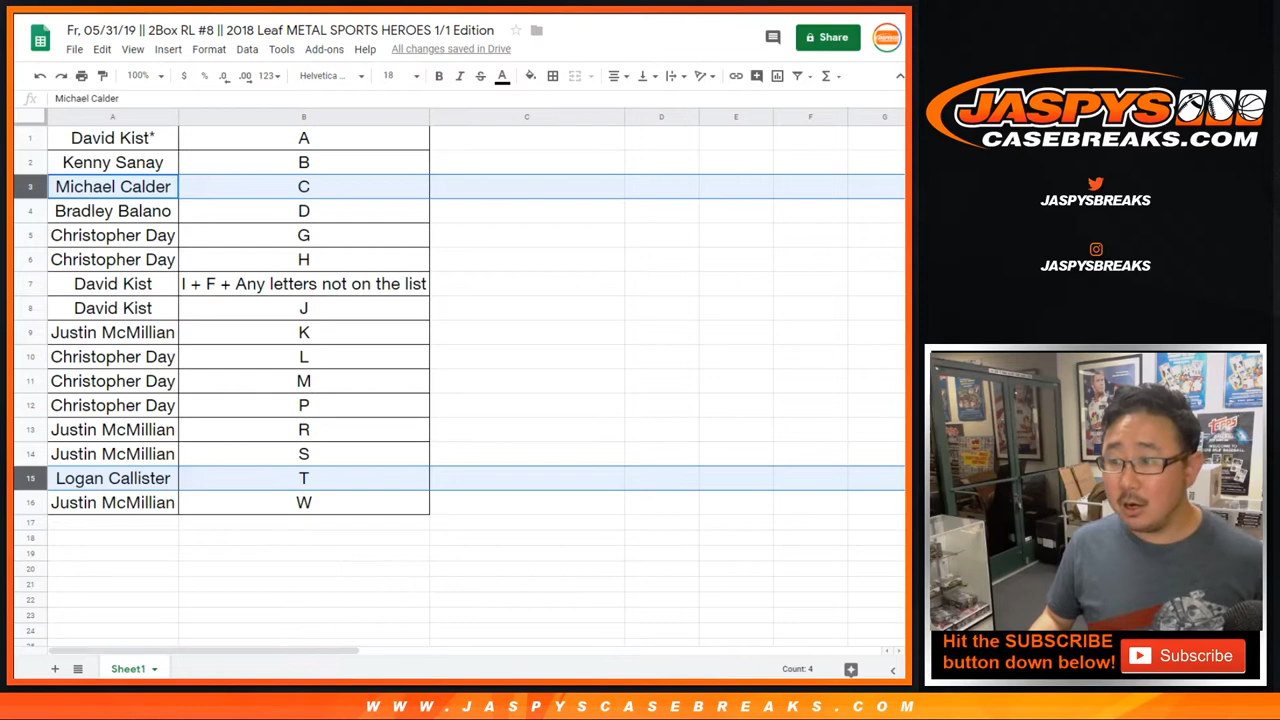 Fr, 05/31/19 || 2Box RL #8 || 2018 Leaf METAL SPORTS HEROES 1/1 Edition
File Edit View Insert Format Data Tools Add-ons Help All changes saved in Drive
Share
100% $ % .0 .00 123 Helvetica ... 18 B I S A
fx Michael Calder
A B C D E F G
1 David Kist* A
2 Kenny Sanay B
3 Michael Calder C
4 Bradley Balano D
5 Christopher Day G
6 Christopher Day H
7 David Kist I + F + Any letters not on the list
8 David Kist J
9 Justin McMillian K
10 Christopher Day L
11 Christopher Day M
12 Christopher Day P
13 Justin McMillian R
14 Justin McMillian S
15 Logan Callister T
16 Justin McMillian W
17
18
19
20
21
22
23
24
Sheet1
Count: 4
JASPYS
CASEBREAKS.COM
JASPYSBREAKS
JASPYSBREAKS
Hit the SUBSCRIBE
button down below!
Subscribe
WWW.JASPYSCASEBREAKS.COM